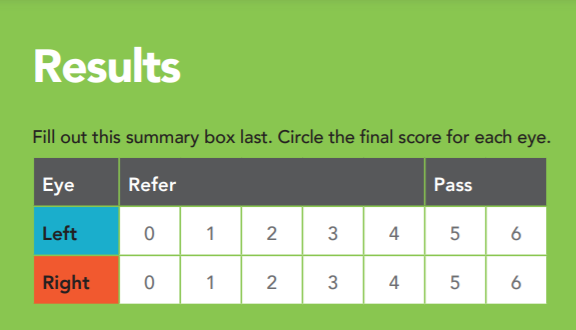 Results
Fill out this summary box last. Circle the final score for each eye.
Eye Refer Pass
Left 0 1 2 3 4 5 6
Right 0 1 2 3 4 5 6